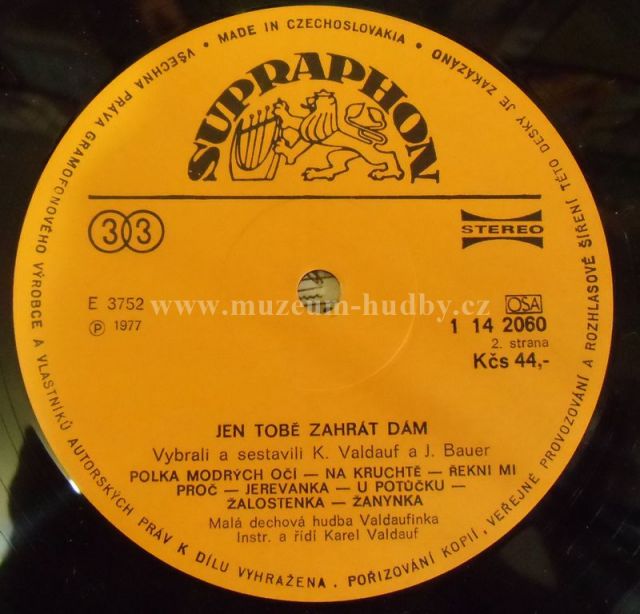 VŠECHNA PRÁVA GRAMOFONOVÉHO VÝROBCE A VLASTNÍKŮ AUTORSKÝCH PRÁV K DÍLU VYHRAŽENA. POŘIZOVÁNÍ KOPIÍ, VEŘEJNÉ PROVOZOVÁNÍ A ROZHLASOVÉ ŠÍŘENÍ TÉTO DESKY JE ZAKÁZÁNO • MADE IN CZECHOSLOVAKIA •
SUPRAPHON
33
STEREO
E 3752
℗ 1977
www.muzeum-hudby.cz
OSA
1 14 2060
2. strana
Kčs 44,-
JEN TOBĚ ZAHRÁT DÁM
Vybrali a sestavili K. Valdauf a J. Bauer
POLKA MODRÝCH OČÍ — NA KRUCHTĚ — ŘEKNI MI
PROČ — JEREVANKA — U POTŮČKU —
ŽALOSTENKA — ŽANYNKA
Malá dechová hudba Valdaufinka
Instr. a řídí Karel Valdauf